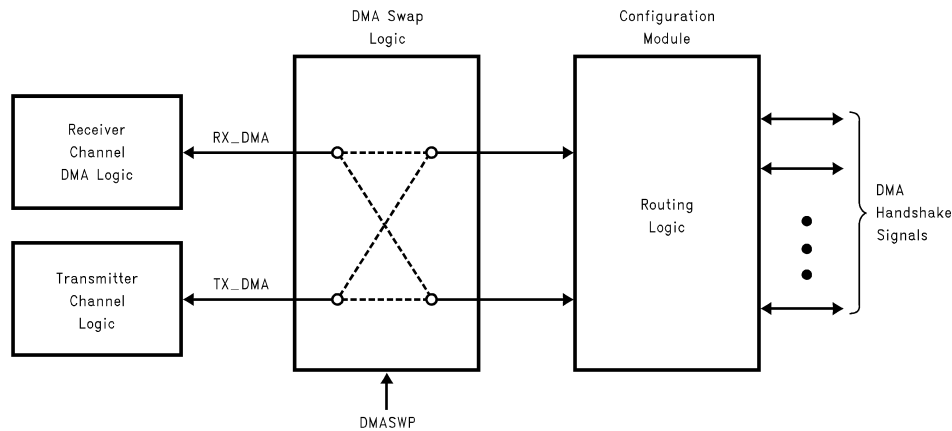 DMA Swap
Logic
Configuration
Module
Receiver
Channel
DMA Logic
RX_DMA
Transmitter
Channel
Logic
TX_DMA
Routing
Logic
DMA
Handshake
Signals
DMASWP